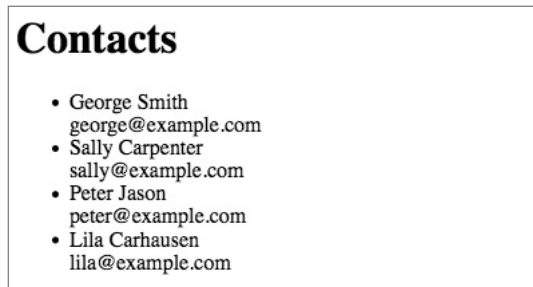 Contacts
• George Smith
george@example.com
• Sally Carpenter
sally@example.com
• Peter Jason
peter@example.com
• Lila Carhausen
lila@example.com